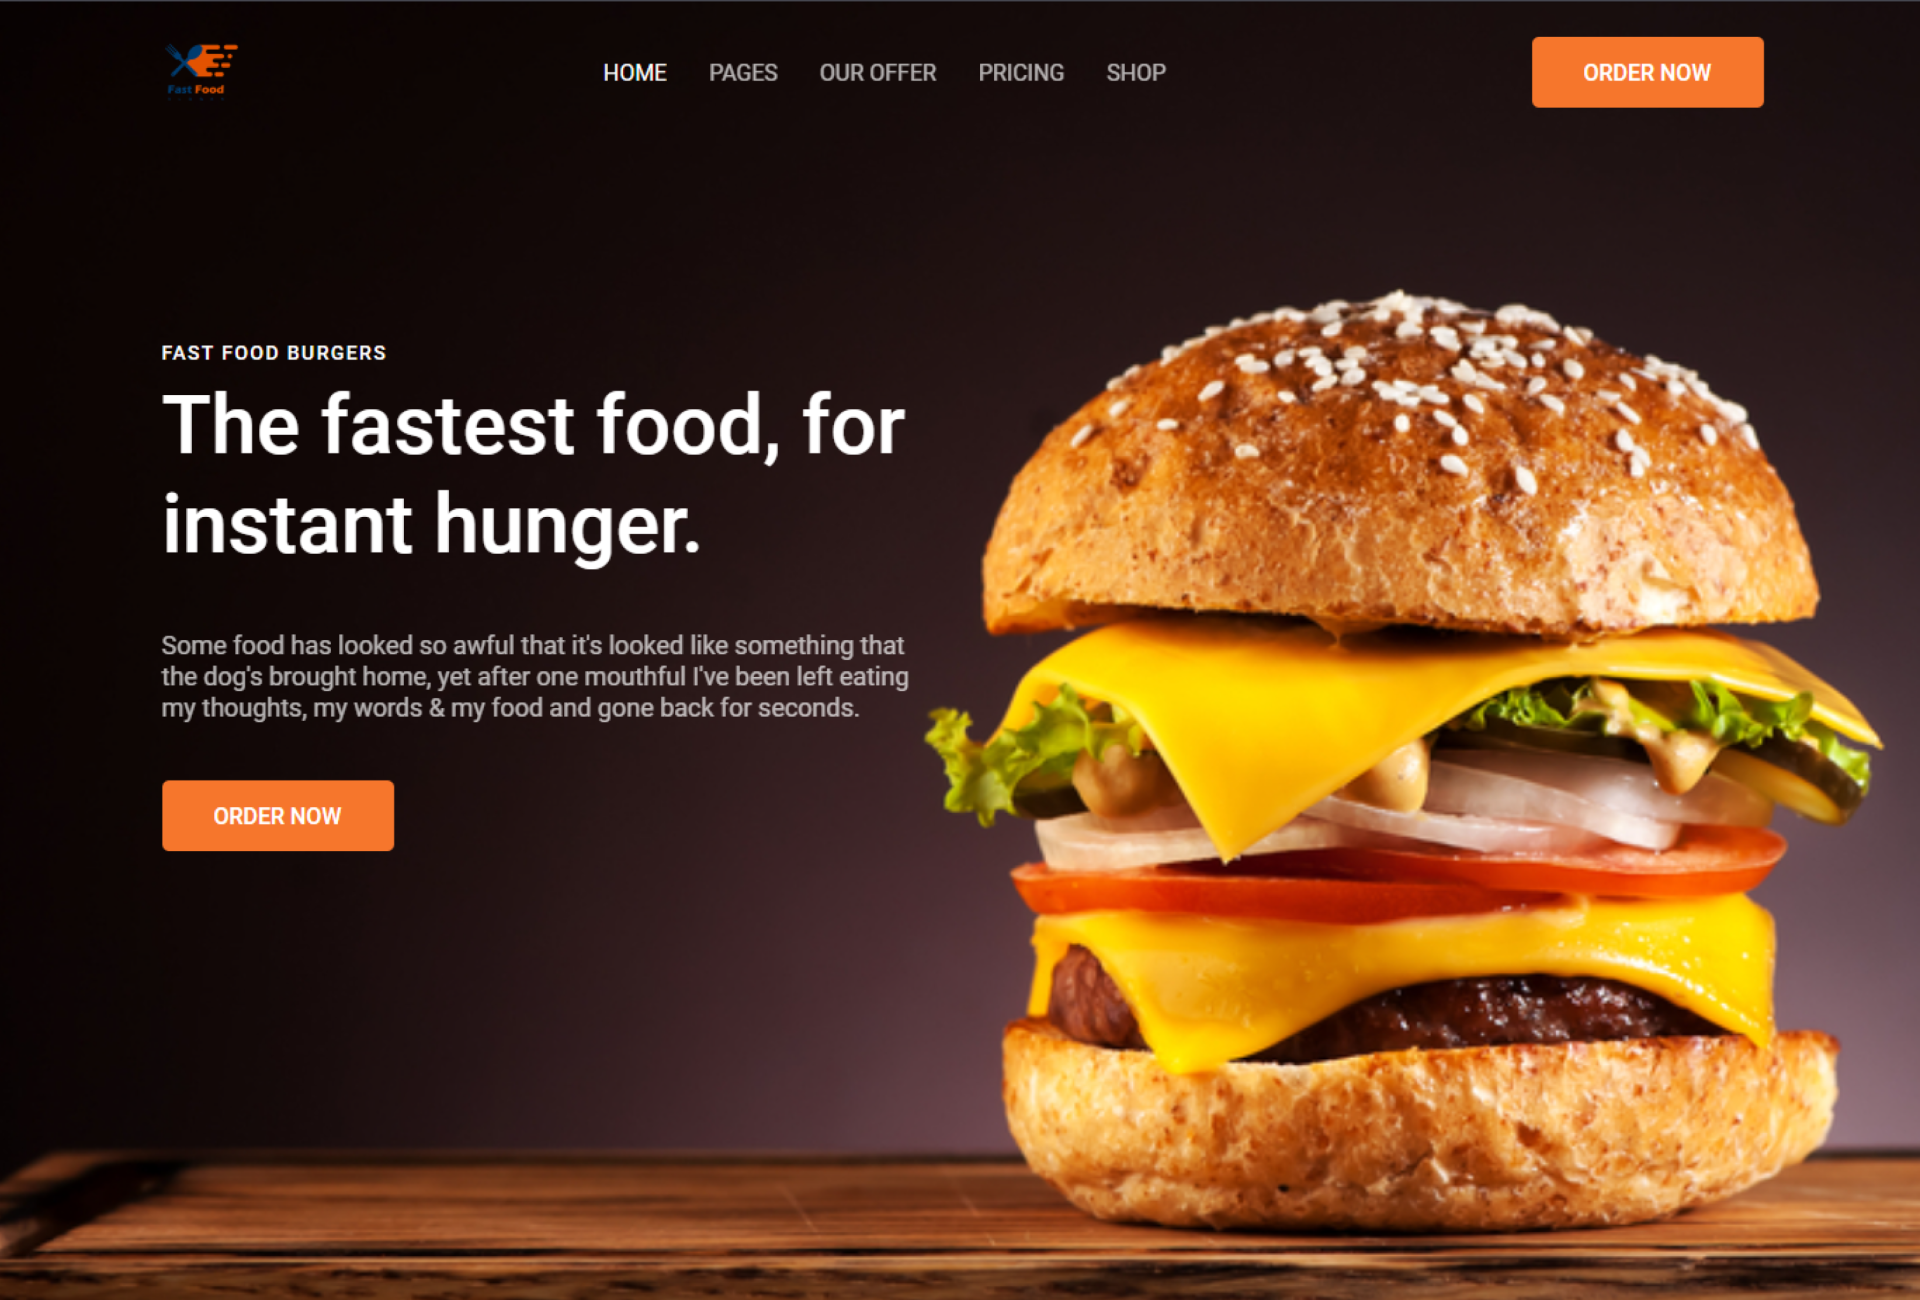 Fast Food
HOME
PAGES
OUR OFFER
PRICING
SHOP
ORDER NOW
FAST FOOD BURGERS
The fastest food, for
instant hunger.
Some food has looked so awful that it's looked like something that
the dog's brought home, yet after one mouthful I've been left eating
my thoughts, my words & my food and gone back for seconds.
ORDER NOW